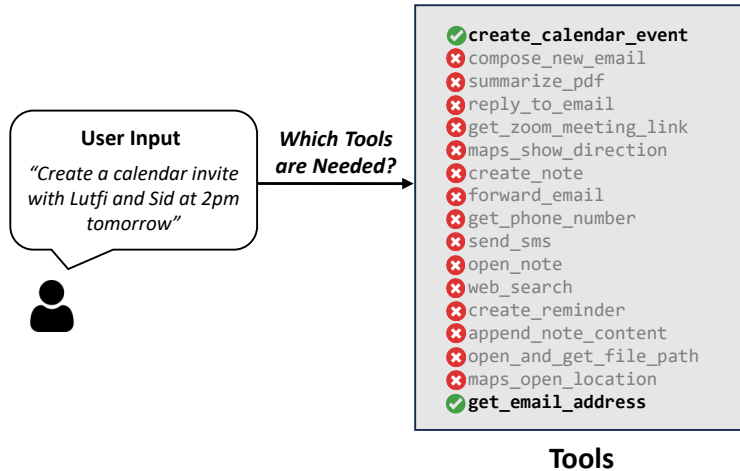 User Input
“Create a calendar invite
with Lutfi and Sid at 2pm
tomorrow”
Which Tools
are Needed?
create_calendar_event
compose_new_email
summarize_pdf
reply_to_email
get_zoom_meeting_link
maps_show_direction
create_note
forward_email
get_phone_number
send_sms
open_note
web_search
create_reminder
append_note_content
open_and_get_file_path
maps_open_location
get_email_address
Tools